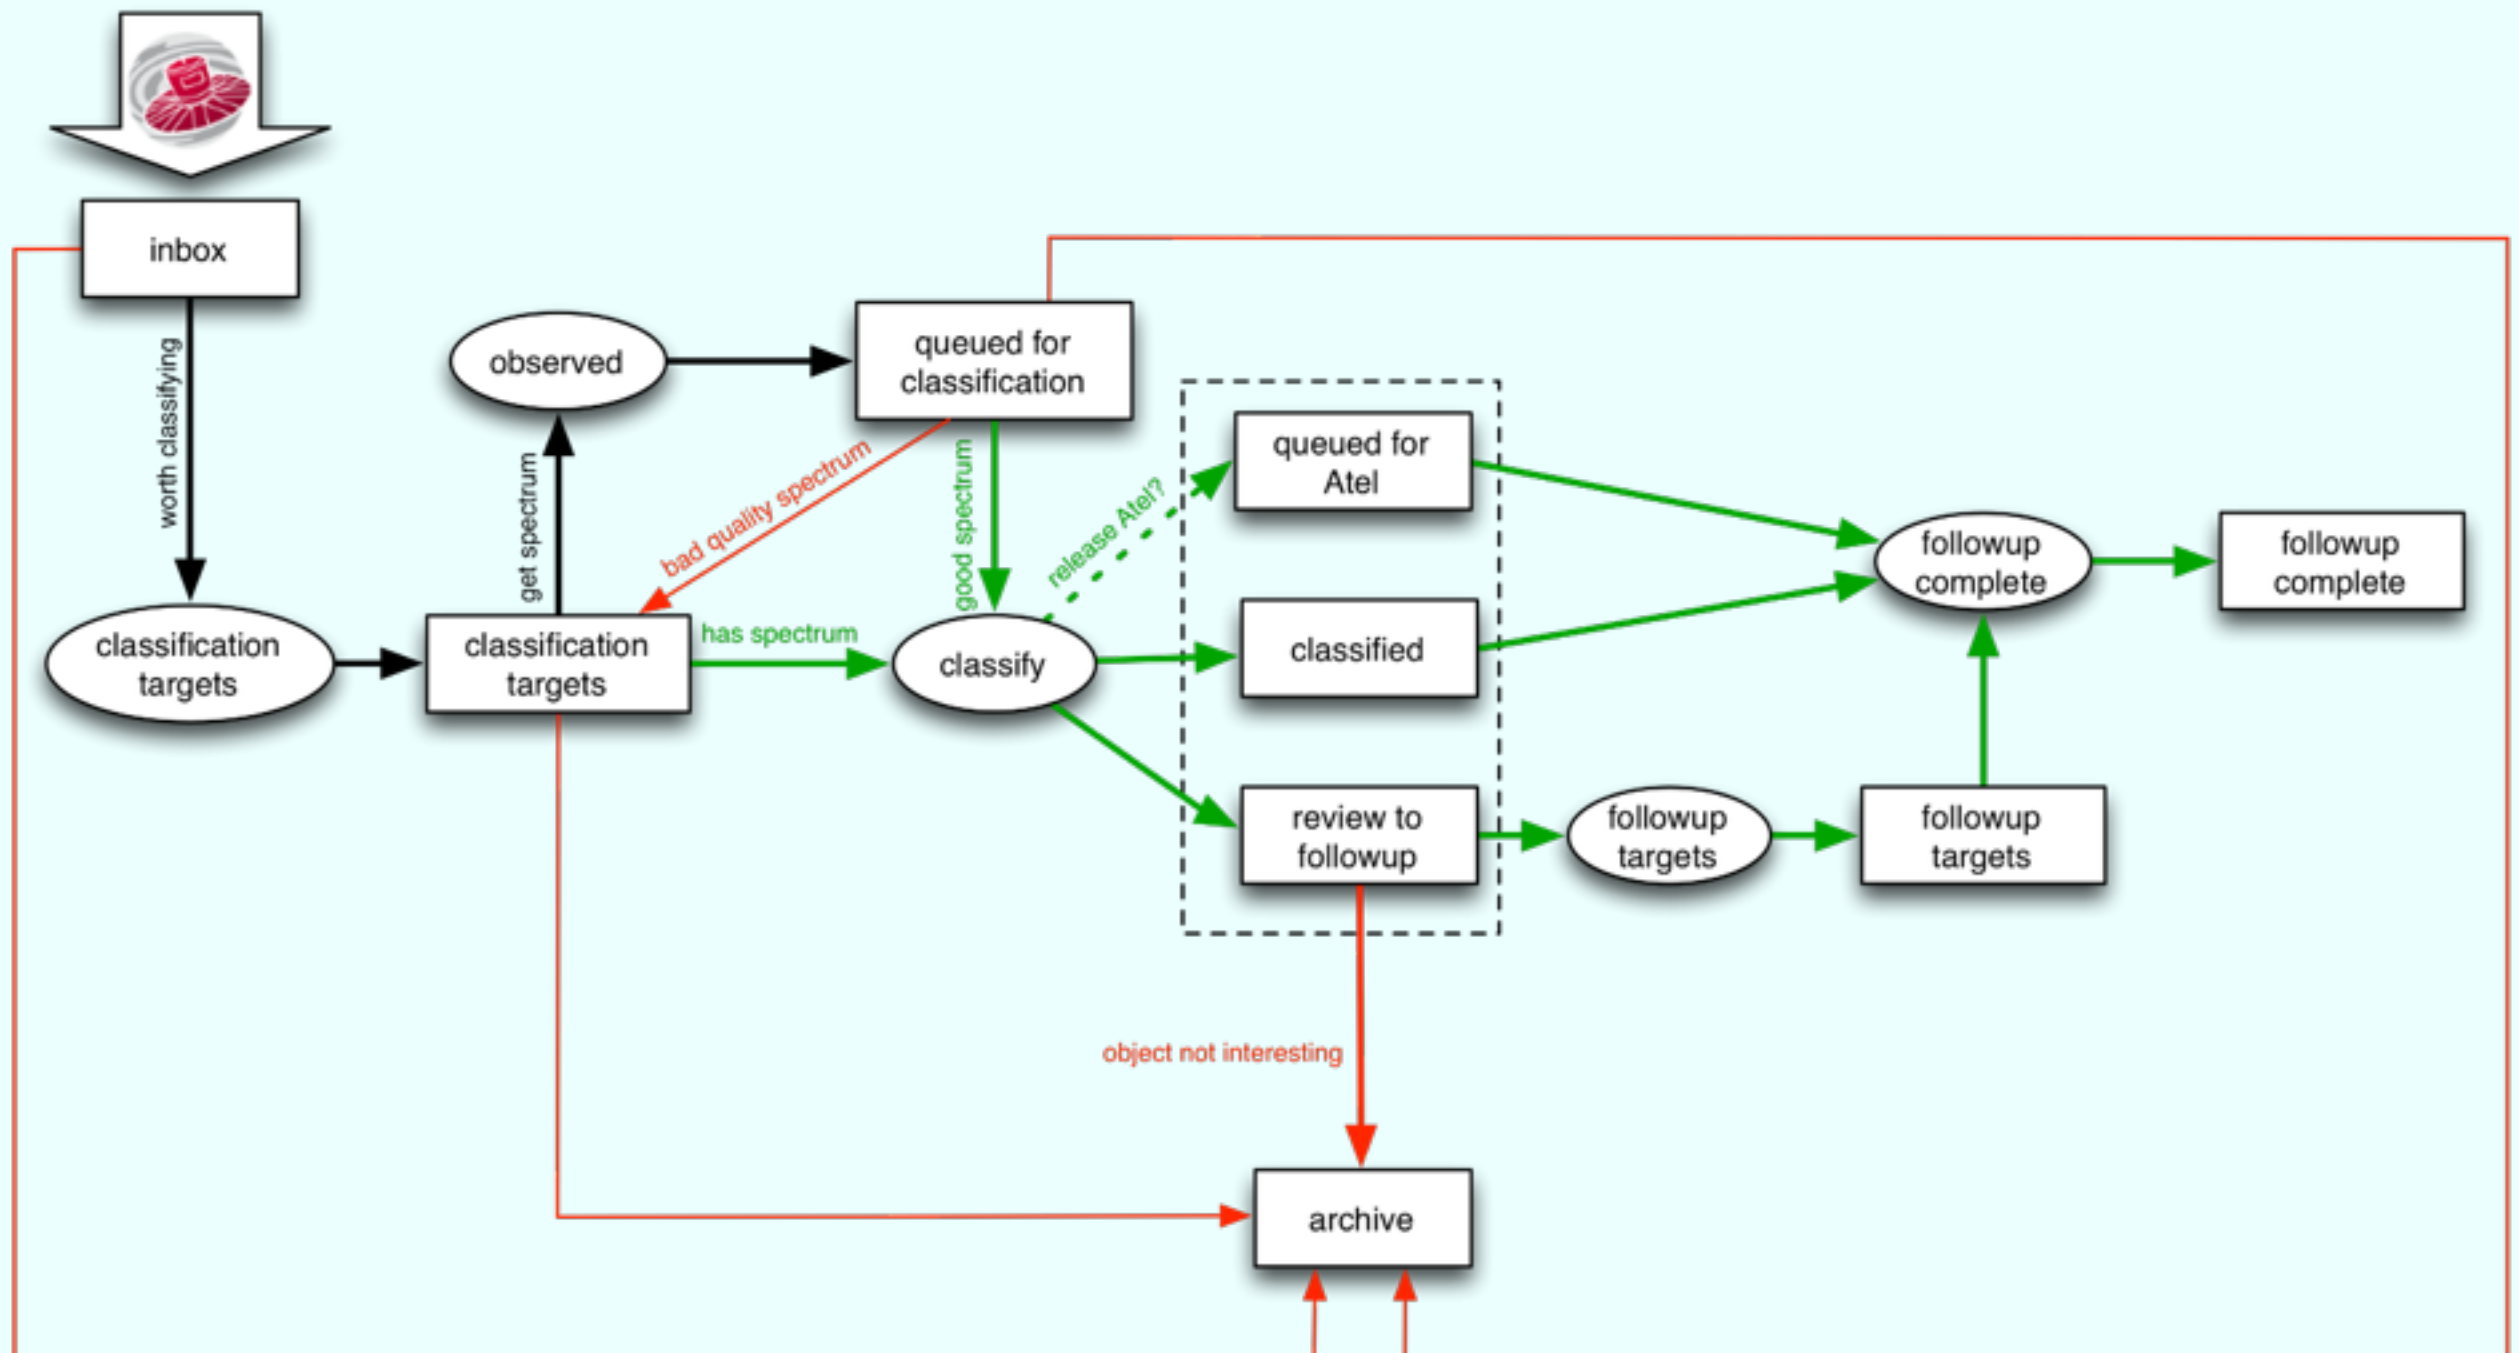 inbox
worth classifying
classification
targets
get spectrum
observed
queued for
classification
bad quality spectrum
good spectrum
classification
targets
has spectrum
classify
release Atel?
queued for
Atel
classified
review to
followup
followup
complete
followup
complete
followup
targets
followup
targets
object not interesting
archive